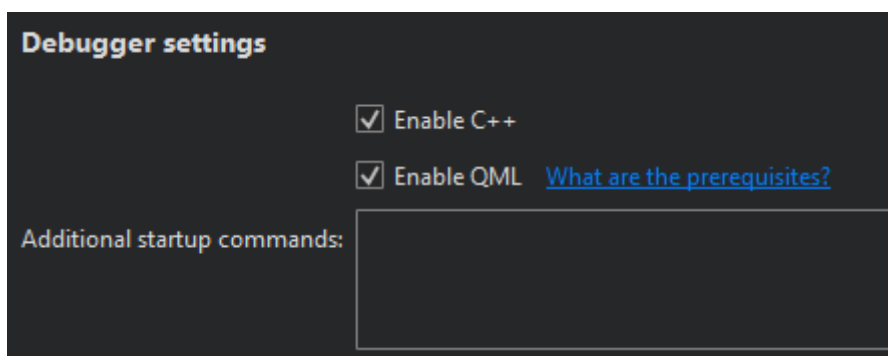 Debugger settings
Enable C++
Enable QML What are the prerequisites?
Additional startup commands: